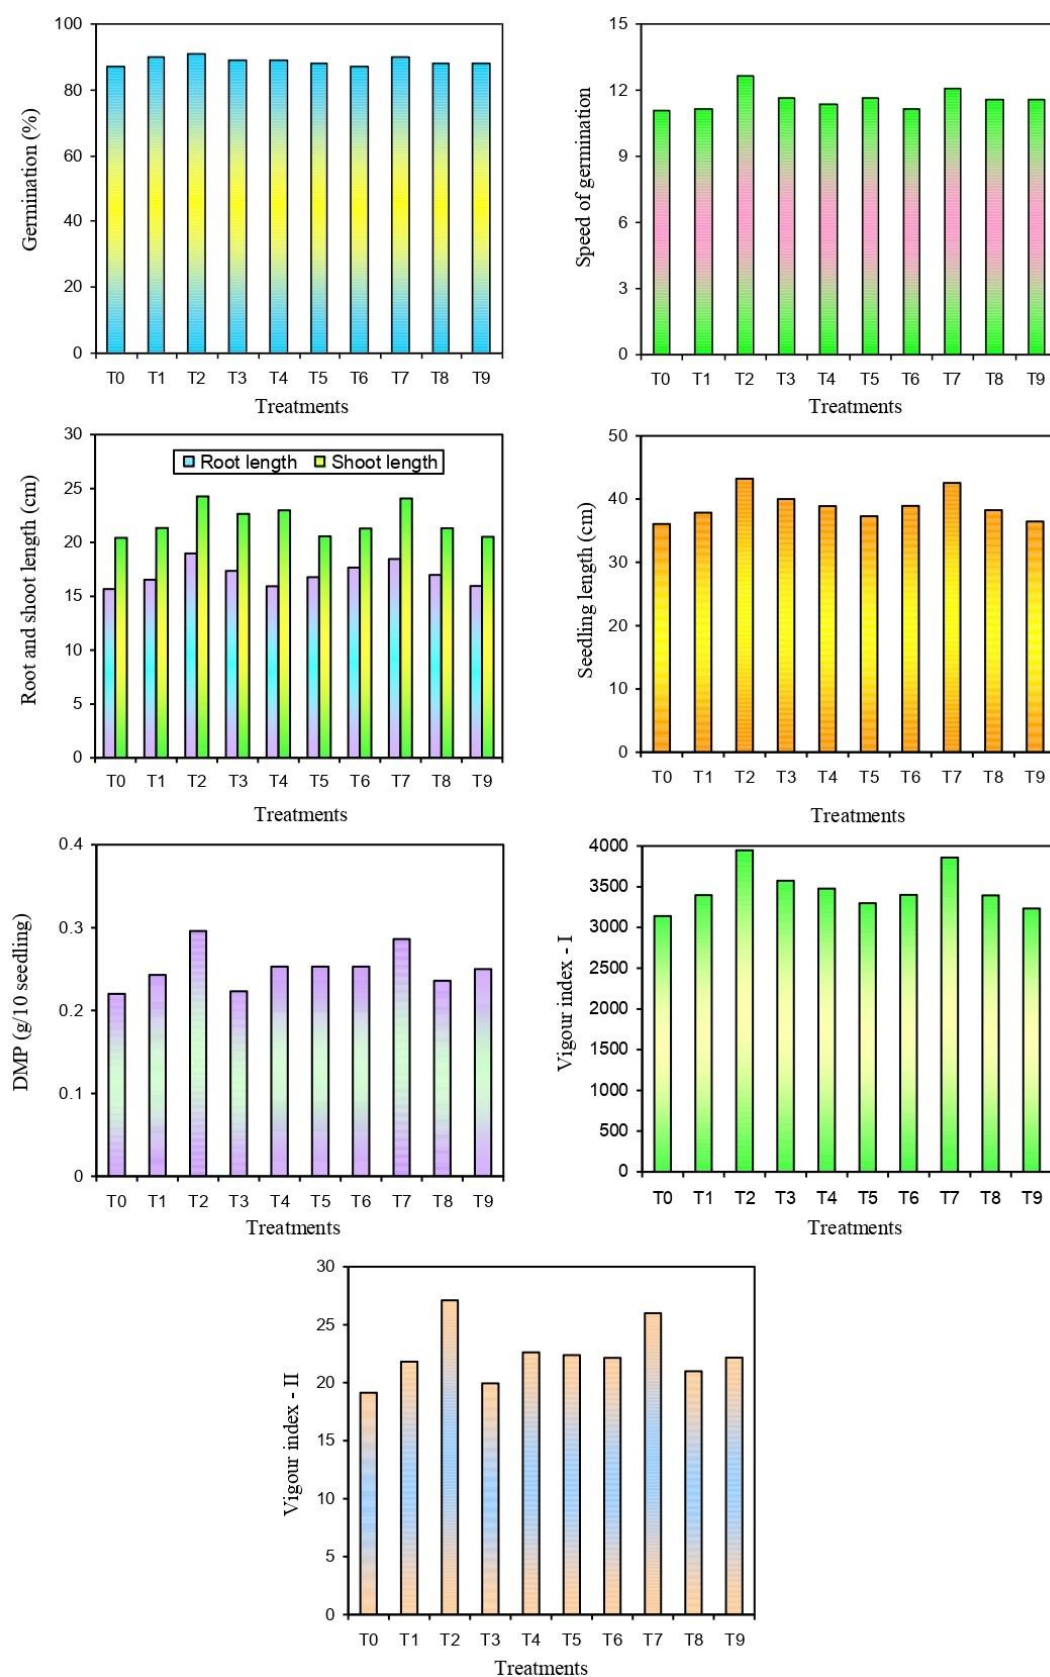 Germination (%)
100
80
60
40
20
0
T0 T1 T2 T3 T4 T5 T6 T7 T8 T9
Treatments
Speed of germination
15
12
9
6
3
0
T0 T1 T2 T3 T4 T5 T6 T7 T8 T9
Treatments
Root and shoot length (cm)
30
25
20
15
10
5
0
Root length Shoot length
T0 T1 T2 T3 T4 T5 T6 T7 T8 T9
Treatments
Seedling length (cm)
50
40
30
20
10
0
T0 T1 T2 T3 T4 T5 T6 T7 T8 T9
Treatments
DMP (g/10 seedling)
0.4
0.3
0.2
0.1
0
T0 T1 T2 T3 T4 T5 T6 T7 T8 T9
Treatments
Vigour index - I
4000
3500
3000
2500
2000
1500
1000
500
0
T0 T1 T2 T3 T4 T5 T6 T7 T8 T9
Treatments
Vigour index - II
30
25
20
15
10
5
0
T0 T1 T2 T3 T4 T5 T6 T7 T8 T9
Treatments